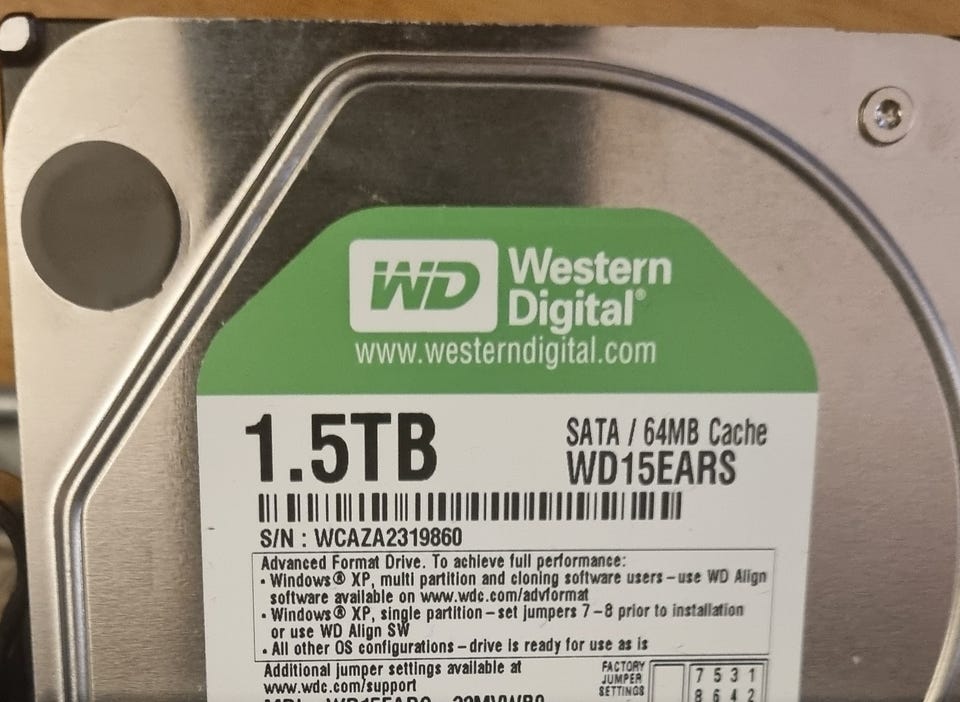 WD Western
Digital®
www.westerndigital.com
1.5TB
SATA / 64MB Cache
WD15EARS
S/N : WCAZA2319860
Advanced Format Drive. To achieve full performance:
• Windows® XP, multi partition and cloning software users – use WD Align
software available on www.wdc.com/advformat
• Windows® XP, single partition – set jumpers 7 – 8 prior to installation
or use WD Align SW
• All other OS configurations – drive is ready for use as is
Additional jumper settings available at
www.wdc.com/support
FACTORY
JUMPER
SETTINGS
7 5 3 1
8 6 4 2